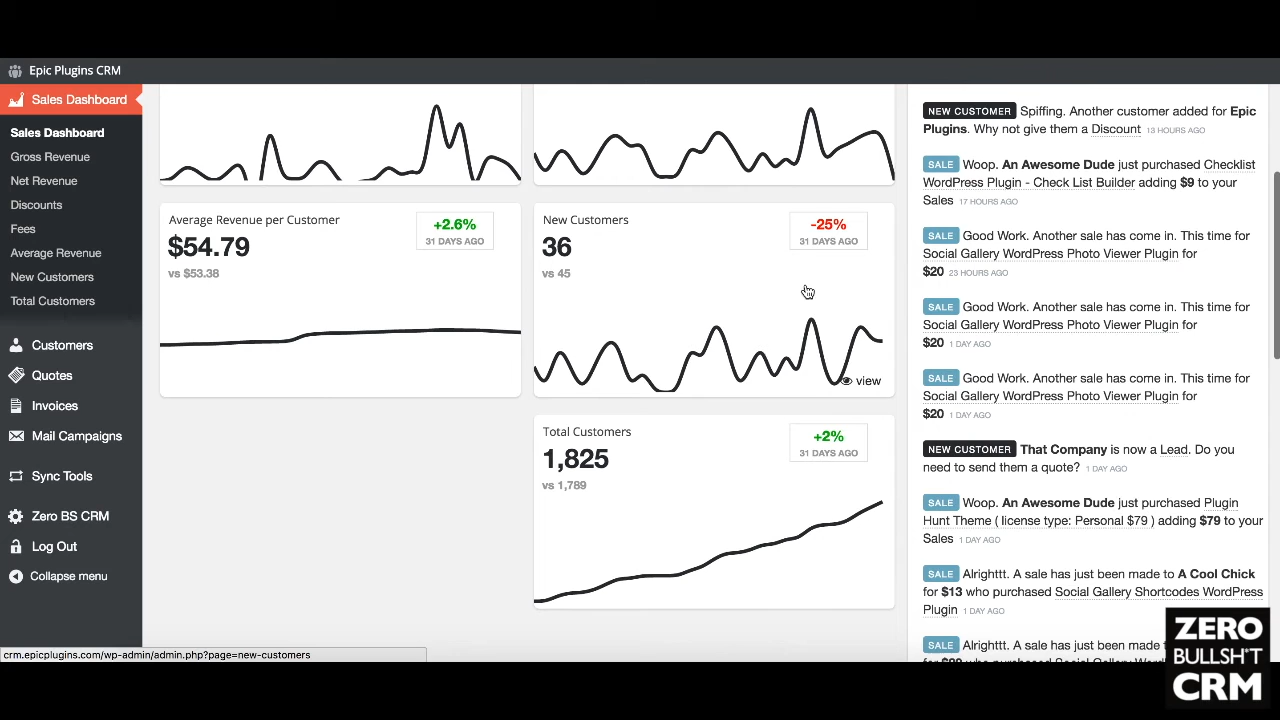 Epic Plugins CRM
Sales Dashboard
Sales Dashboard
Gross Revenue
Net Revenue
Discounts
Fees
Average Revenue
New Customers
Total Customers
Customers
Quotes
Invoices
Mail Campaigns
Sync Tools
Zero BS CRM
Log Out
Collapse menu
Average Revenue per Customer
+2.6%
31 DAYS AGO
$54.79
vs $53.38
New Customers
-25%
31 DAYS AGO
36
vs 45
view
Total Customers
+2%
31 DAYS AGO
1,825
vs 1,789
NEW CUSTOMER Spiffing. Another customer added for Epic
Plugins. Why not give them a Discount 13 HOURS AGO
SALE Woop. An Awesome Dude just purchased Checklist
WordPress Plugin - Check List Builder adding $9 to your
Sales 17 HOURS AGO
SALE Good Work. Another sale has come in. This time for
Social Gallery WordPress Photo Viewer Plugin for
$20 23 HOURS AGO
SALE Good Work. Another sale has come in. This time for
Social Gallery WordPress Photo Viewer Plugin for
$20 1 DAY AGO
SALE Good Work. Another sale has come in. This time for
Social Gallery WordPress Photo Viewer Plugin for
$20 1 DAY AGO
NEW CUSTOMER That Company is now a Lead. Do you
need to send them a quote? 1 DAY AGO
SALE Woop. An Awesome Dude just purchased Plugin
Hunt Theme ( license type: Personal $79 ) adding $79 to your
Sales 1 DAY AGO
SALE Alrighttt. A sale has just been made to A Cool Chick
for $13 who purchased Social Gallery Shortcodes WordPress
Plugin 1 DAY AGO
SALE Alrighttt. A sale has just been made
crm.epicplugins.com/wp-admin/admin.php?page=new-customers
ZERO
BULLSH*T
CRM